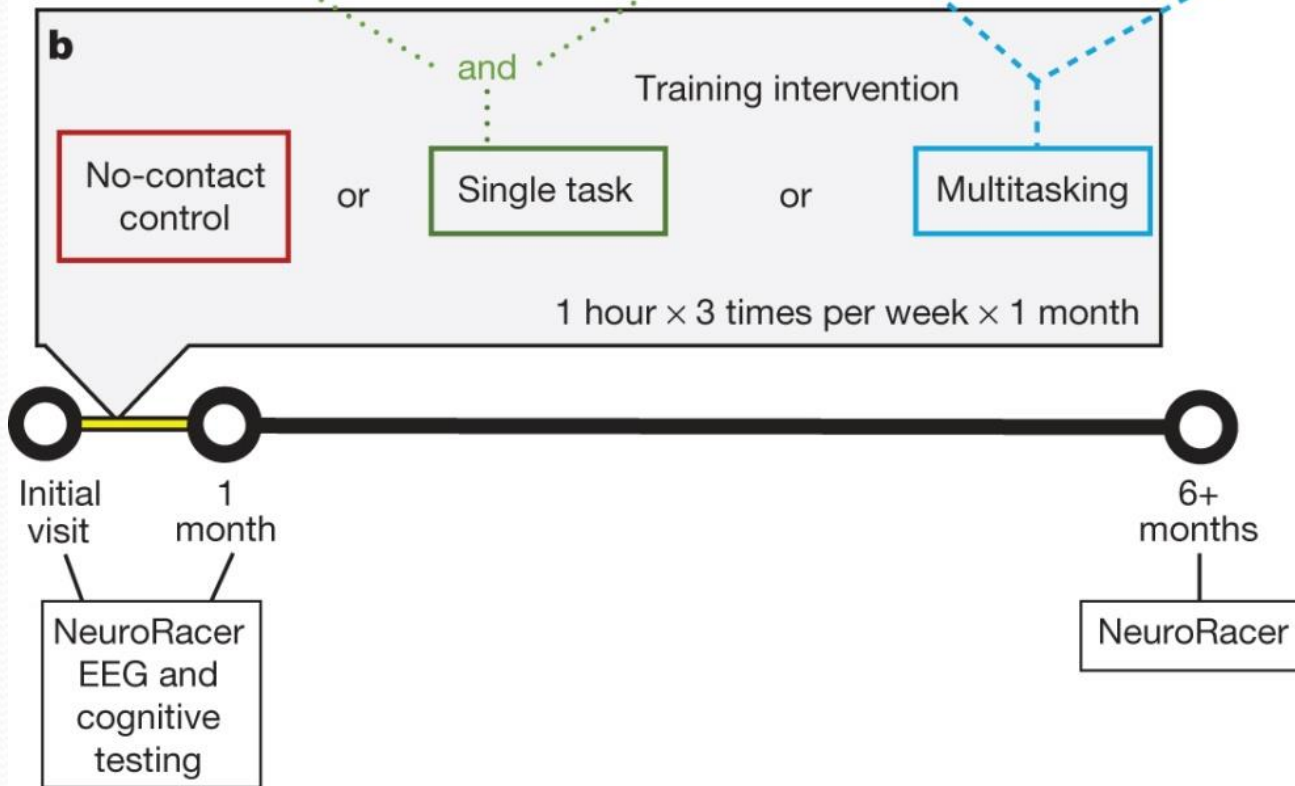 b
and
Training intervention
No-contact
control
or
Single task
or
Multitasking
1 hour × 3 times per week × 1 month
Initial
visit
1
month
6+
months
NeuroRacer
EEG and
cognitive
testing
NeuroRacer